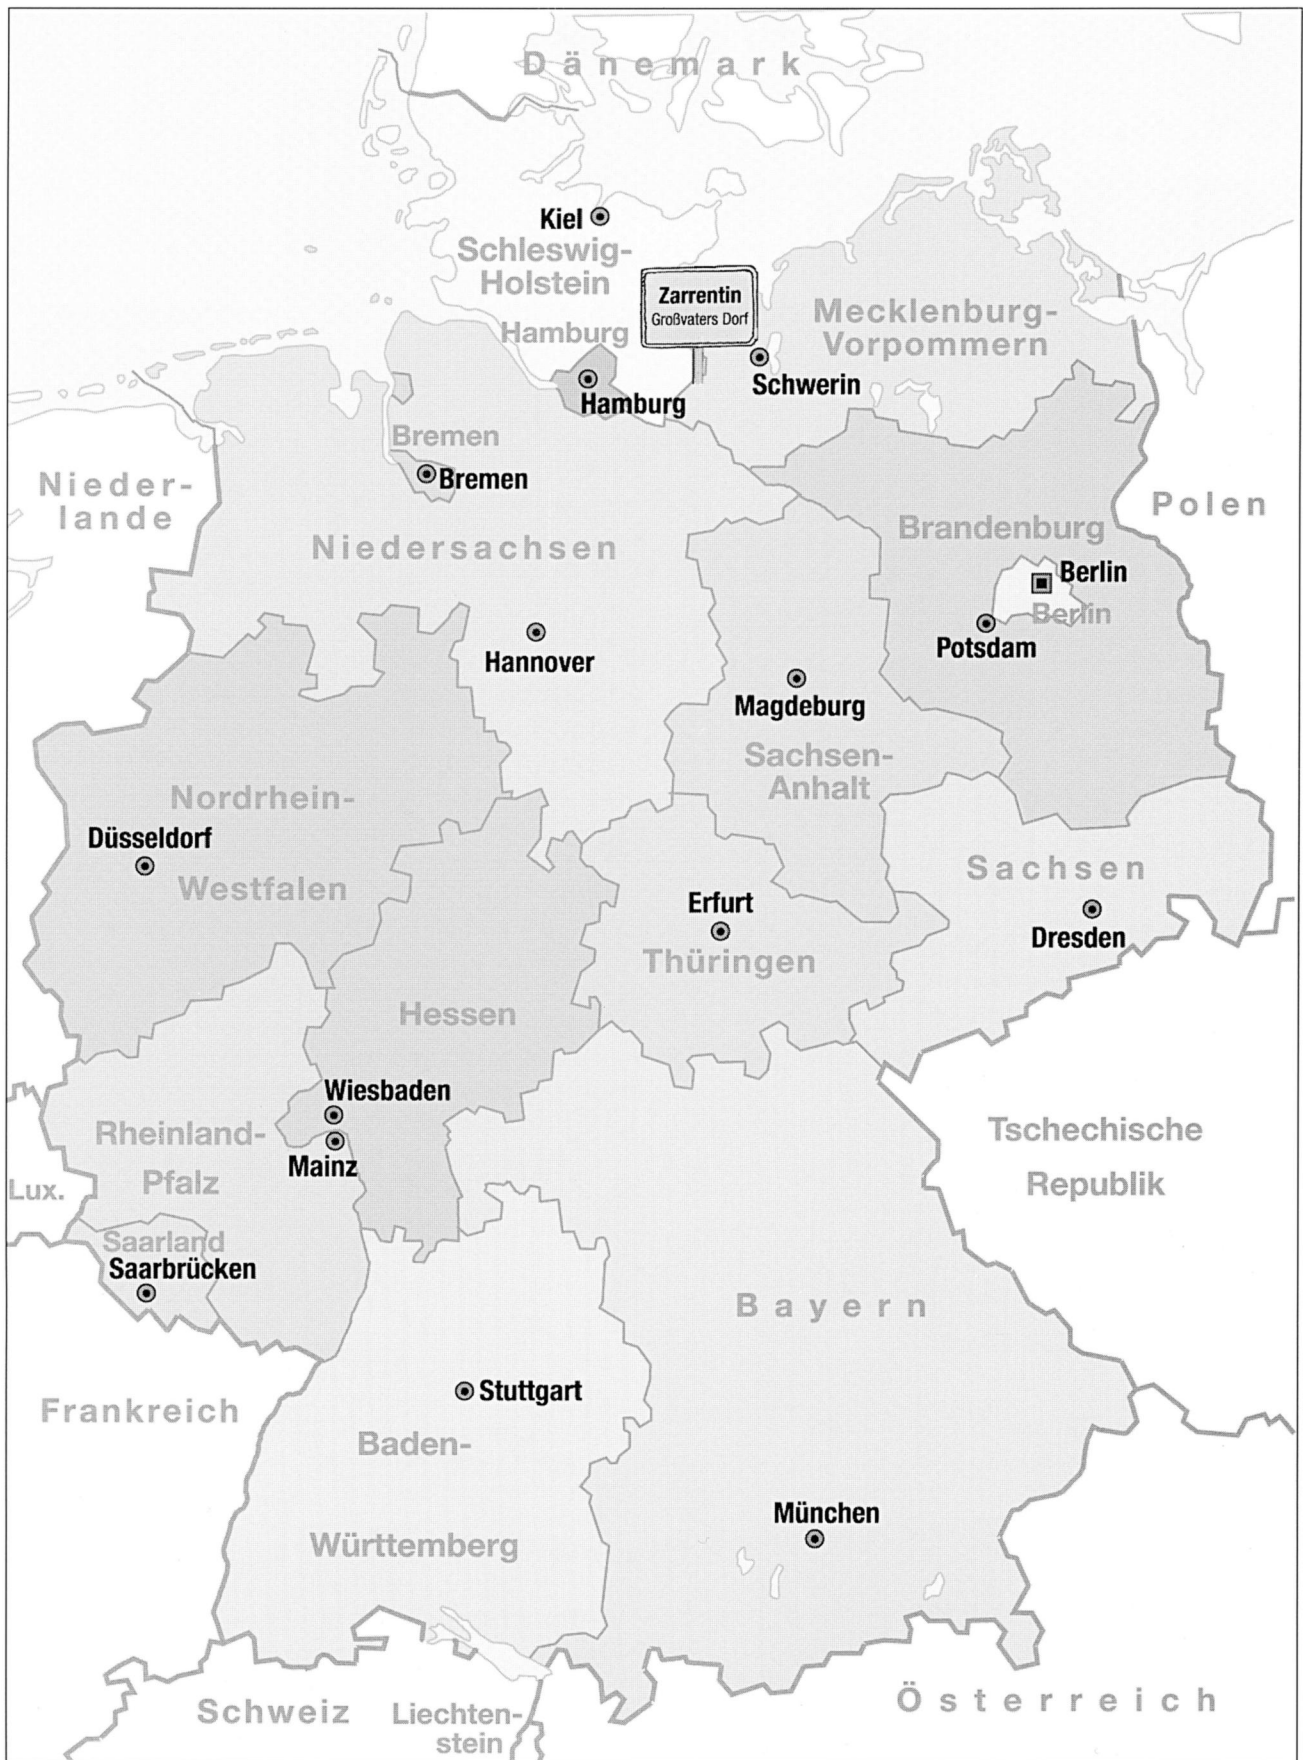 Dänemark
Kiel
Schleswig-
Holstein
Zarrentin
Großvaters Dorf
Mecklenburg-
Vorpommern
Hamburg
Hamburg
Schwerin
Bremen
Bremen
Nieder-
lande
Polen
Niedersachsen
Brandenburg
Berlin
Berlin
Potsdam
Hannover
Magdeburg
Sachsen-
Anhalt
Nordrhein-
Düsseldorf
Westfalen
Sachsen
Erfurt
Dresden
Thüringen
Hessen
Wiesbaden
Rheinland-
Mainz
Pfalz
Lux.
Tschechische
Republik
Saarland
Saarbrücken
Bayern
Stuttgart
Frankreich
Baden-
München
Württemberg
Österreich
Schweiz
Liechten-
stein